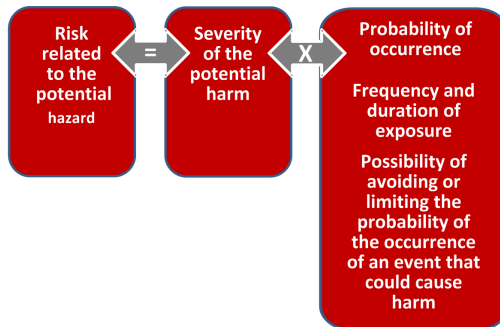 Risk
related
to the
potential
hazard
=
Severity
of the
potential
harm
X
Probability of
occurrence
Frequency and
duration of
exposure
Possibility of
avoiding or
limiting the
probability of
the occurrence
of an event that
could cause
harm